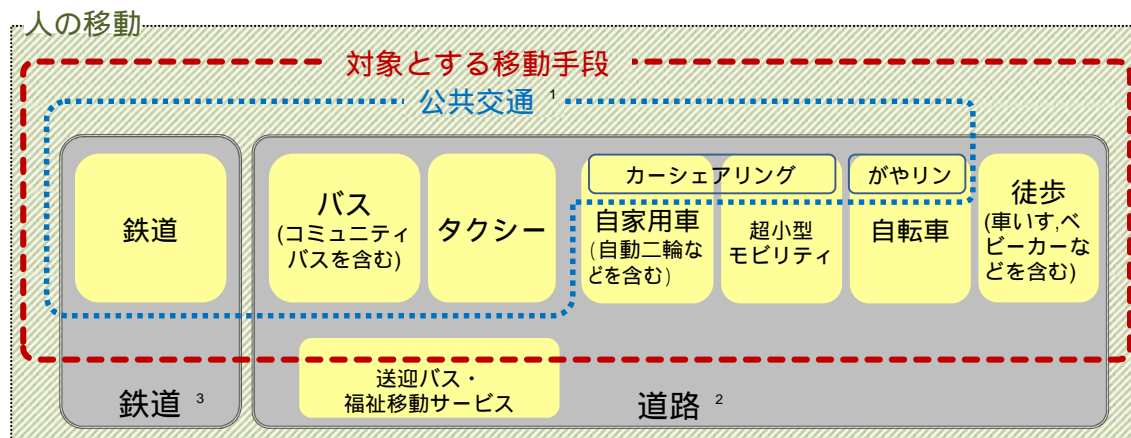 人の移動
対象とする移動手段
公共交通 1
鉄道
バス
(コミュニティ
バスを含む)
タクシー
カーシェアリング
自家用車
(自動二輪な
どを含む)
超小型
モビリティ
がやリン
自転車
徒歩
(車いす,ベ
ビーカーな
どを含む)
送迎バス・
福祉移動サービス
鉄道 3
道路 2